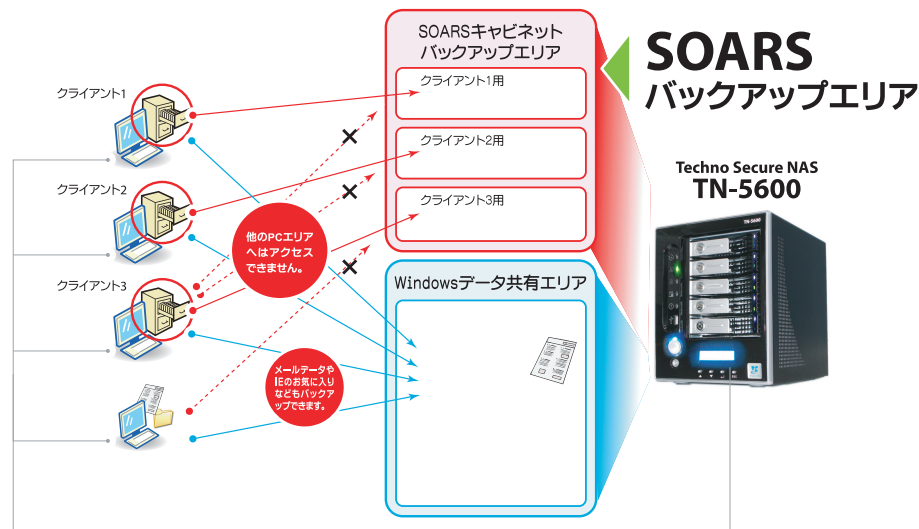 SOARSキャビネット
バックアップエリア
クライアント1用
クライアント2用
クライアント3用
SOARS
バックアップエリア
Techno Secure NAS
TN-5600
TN-5600
クライアント1
クライアント2
クライアント3
他のPCエリア
へはアクセス
できません。
Windowsデータ共有エリア
メールデータや
IEのお気に入り
などもバックア
ップできます。